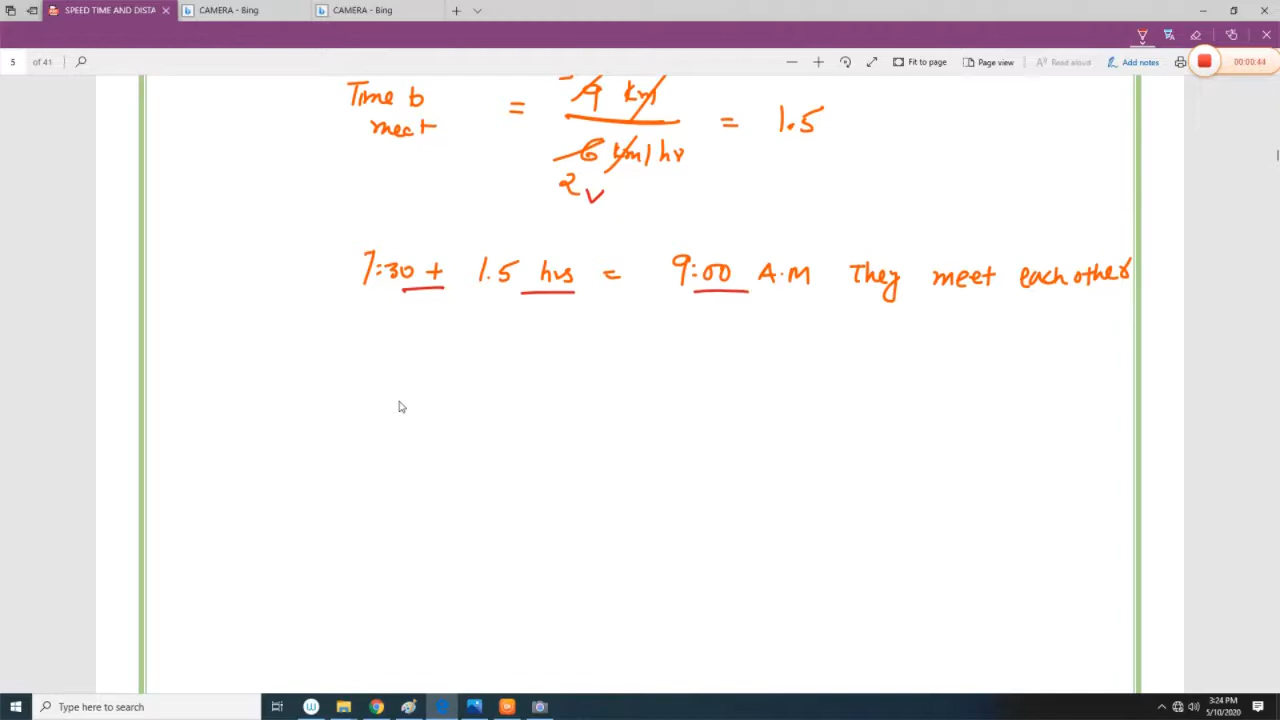 SPEED TIME AND DISTA
CAMERA - Bing
CAMERA - Bing
5 of 41
Fit to page
Page view
Read aloud
Add notes
00:00:44
Time b
meet
= 9 km = 1.5
6 km/hr
2
7:30 + 1.5 hrs = 9:00 A.M They meet each other
Type here to search
3:24 PM
5/10/2020